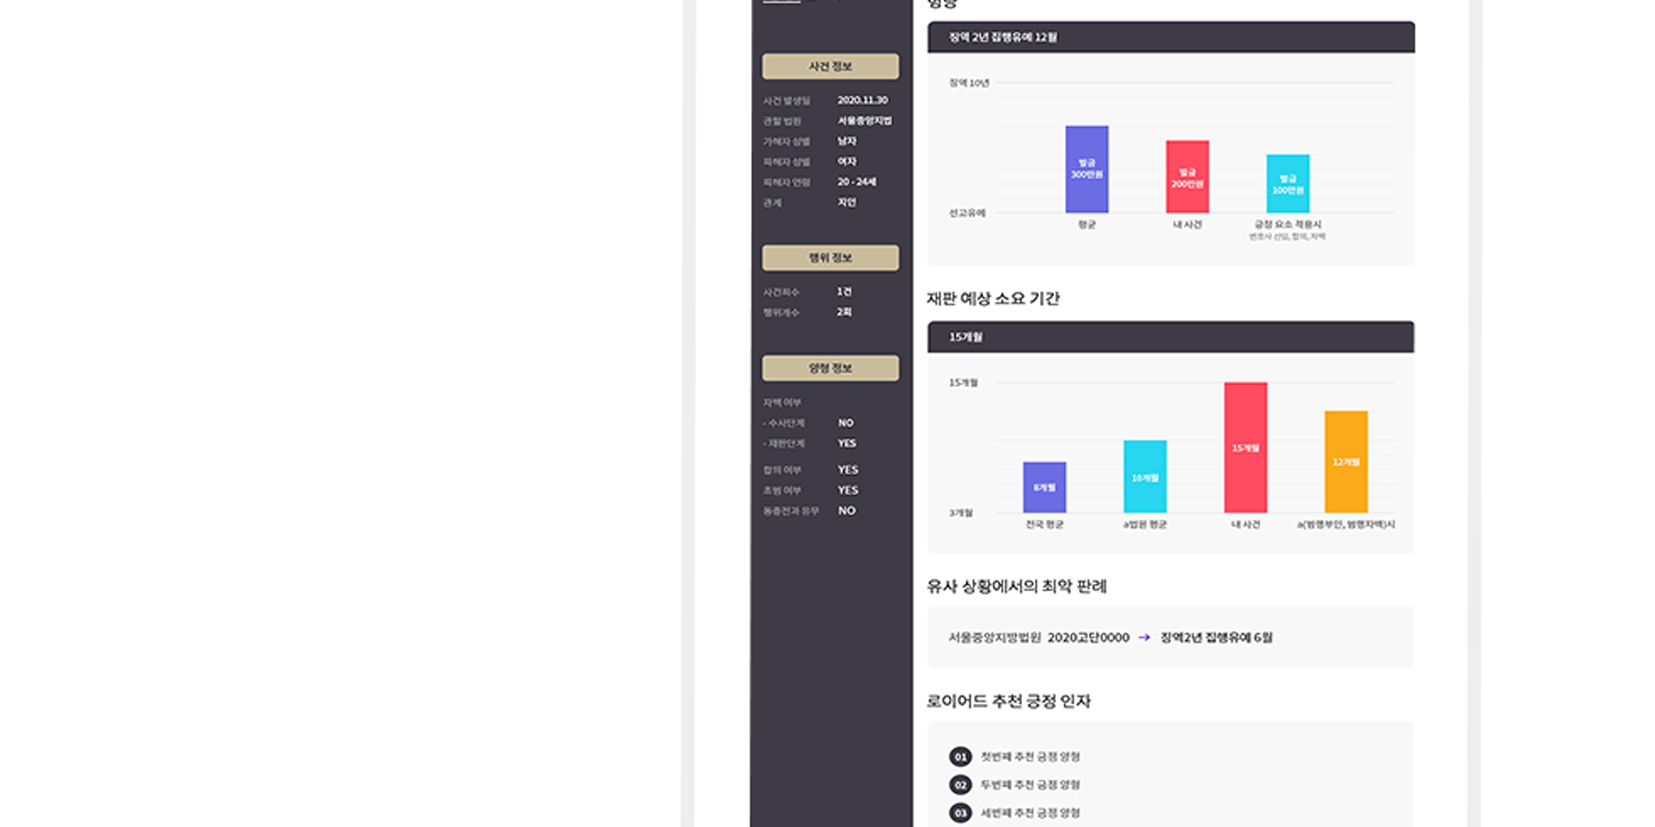 사건 정보
사건 발생일 2020.11.30
관할 법원 서울중앙지법
가해자 성별 남자
피해자 성별 여자
피해자 연령 20 - 24세
관계 지인
행위 정보
사건죄수 1건
행위개수 2회
양형 정보
자백 여부
- 수사단계 NO
- 재판단계 YES
합의 여부 YES
초범 여부 YES
동종전과 유무 NO
형량
징역 2년 집행유예 12월
징역 10년
선고유예
벌금
300만원
벌금
200만원
벌금
100만원
평균
내 사건
긍정 요소 적용시
변호사 선임, 합의, 자백
재판 예상 소요 기간
15개월
15개월
3개월
8개월
10개월
15개월
12개월
전국 평균
a법원 평균
내 사건
a(범행부인, 범행자백)시
유사 상황에서의 최악 판례
서울중앙지방법원 2020고단0000 → 징역2년 집행유예 6월
로이어드 추천 긍정 인자
01 첫번째 추천 긍정 양형
02 두번째 추천 긍정 양형
03 세번째 추천 긍정 양형